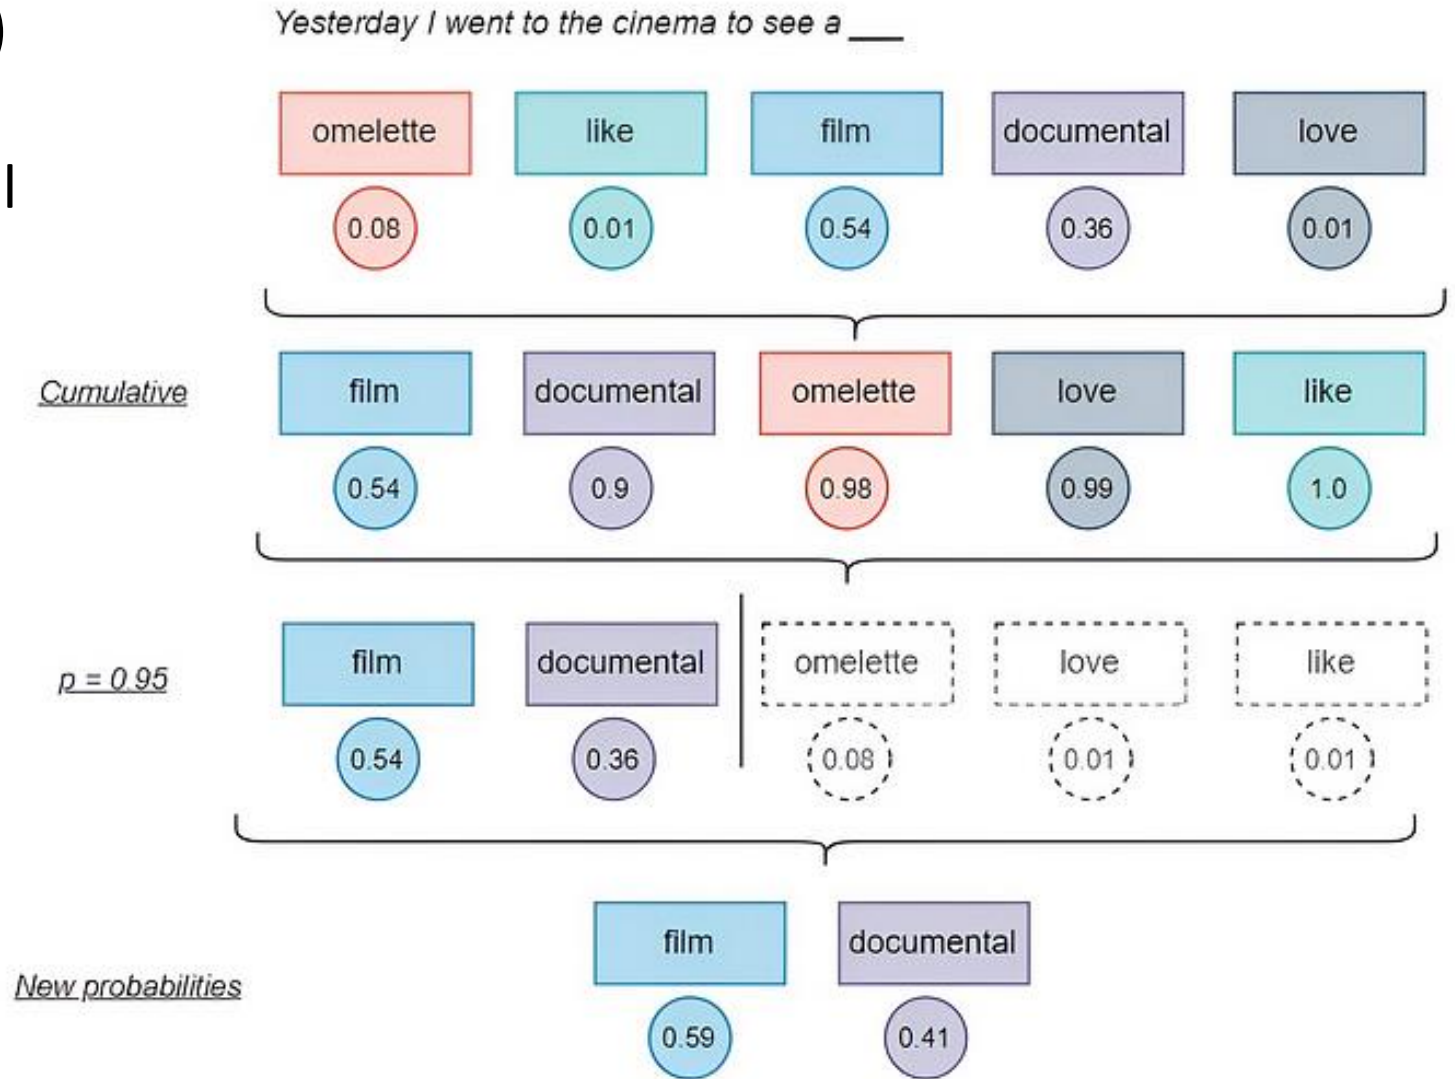 )
Yesterday I went to the cinema to see a ___
l
omelette like film documental love
0.08 0.01 0.54 0.36 0.01
Cumulative
film documental omelette love like
0.54 0.9 0.98 0.99 1.0
p = 0.95
film documental omelette love like
0.54 0.36 0.08 0.01 0.01
New probabilities
film documental
0.59 0.41